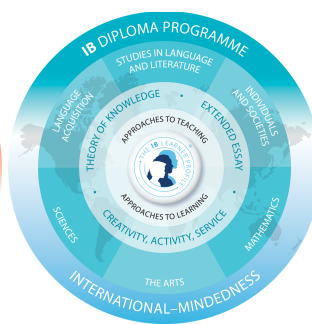 IB DIPLOMA PROGRAMME
STUDIES IN LANGUAGE
AND LITERATURE
LANGUAGE
ACQUISITION
INDIVIDUALS
AND SOCIETIES
THEORY OF KNOWLEDGE
EXTENDED ESSAY
APPROACHES TO TEACHING
THE IB LEARNER PROFILE
APPROACHES TO LEARNING
CREATIVITY, ACTIVITY, SERVICE
SCIENCES
MATHEMATICS
THE ARTS
INTERNATIONAL–MINDEDNESS